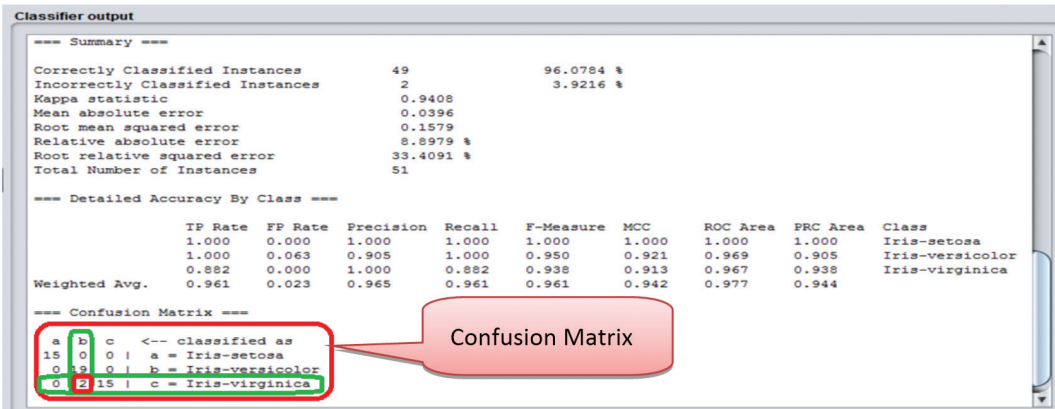 Classifier output
=== Summary ===
Correctly Classified Instances 49 96.0784 %
Incorrectly Classified Instances 2 3.9216 %
Kappa statistic 0.9408
Mean absolute error 0.0396
Root mean squared error 0.1579
Relative absolute error 8.8979 %
Root relative squared error 33.4091 %
Total Number of Instances 51
=== Detailed Accuracy By Class ===
TP Rate FP Rate Precision Recall F-Measure MCC ROC Area PRC Area Class
1.000 0.000 1.000 1.000 1.000 1.000 1.000 1.000 Iris-setosa
1.000 0.063 0.905 1.000 0.950 0.921 0.969 0.905 Iris-versicolor
0.882 0.000 1.000 0.882 0.938 0.913 0.967 0.938 Iris-virginica
Weighted Avg. 0.961 0.023 0.965 0.961 0.961 0.942 0.977 0.944
=== Confusion Matrix ===
a b c <-- classified as
15 0 0 | a = Iris-setosa
0 19 0 | b = Iris-versicolor
0 2 15 | c = Iris-virginica
Confusion Matrix